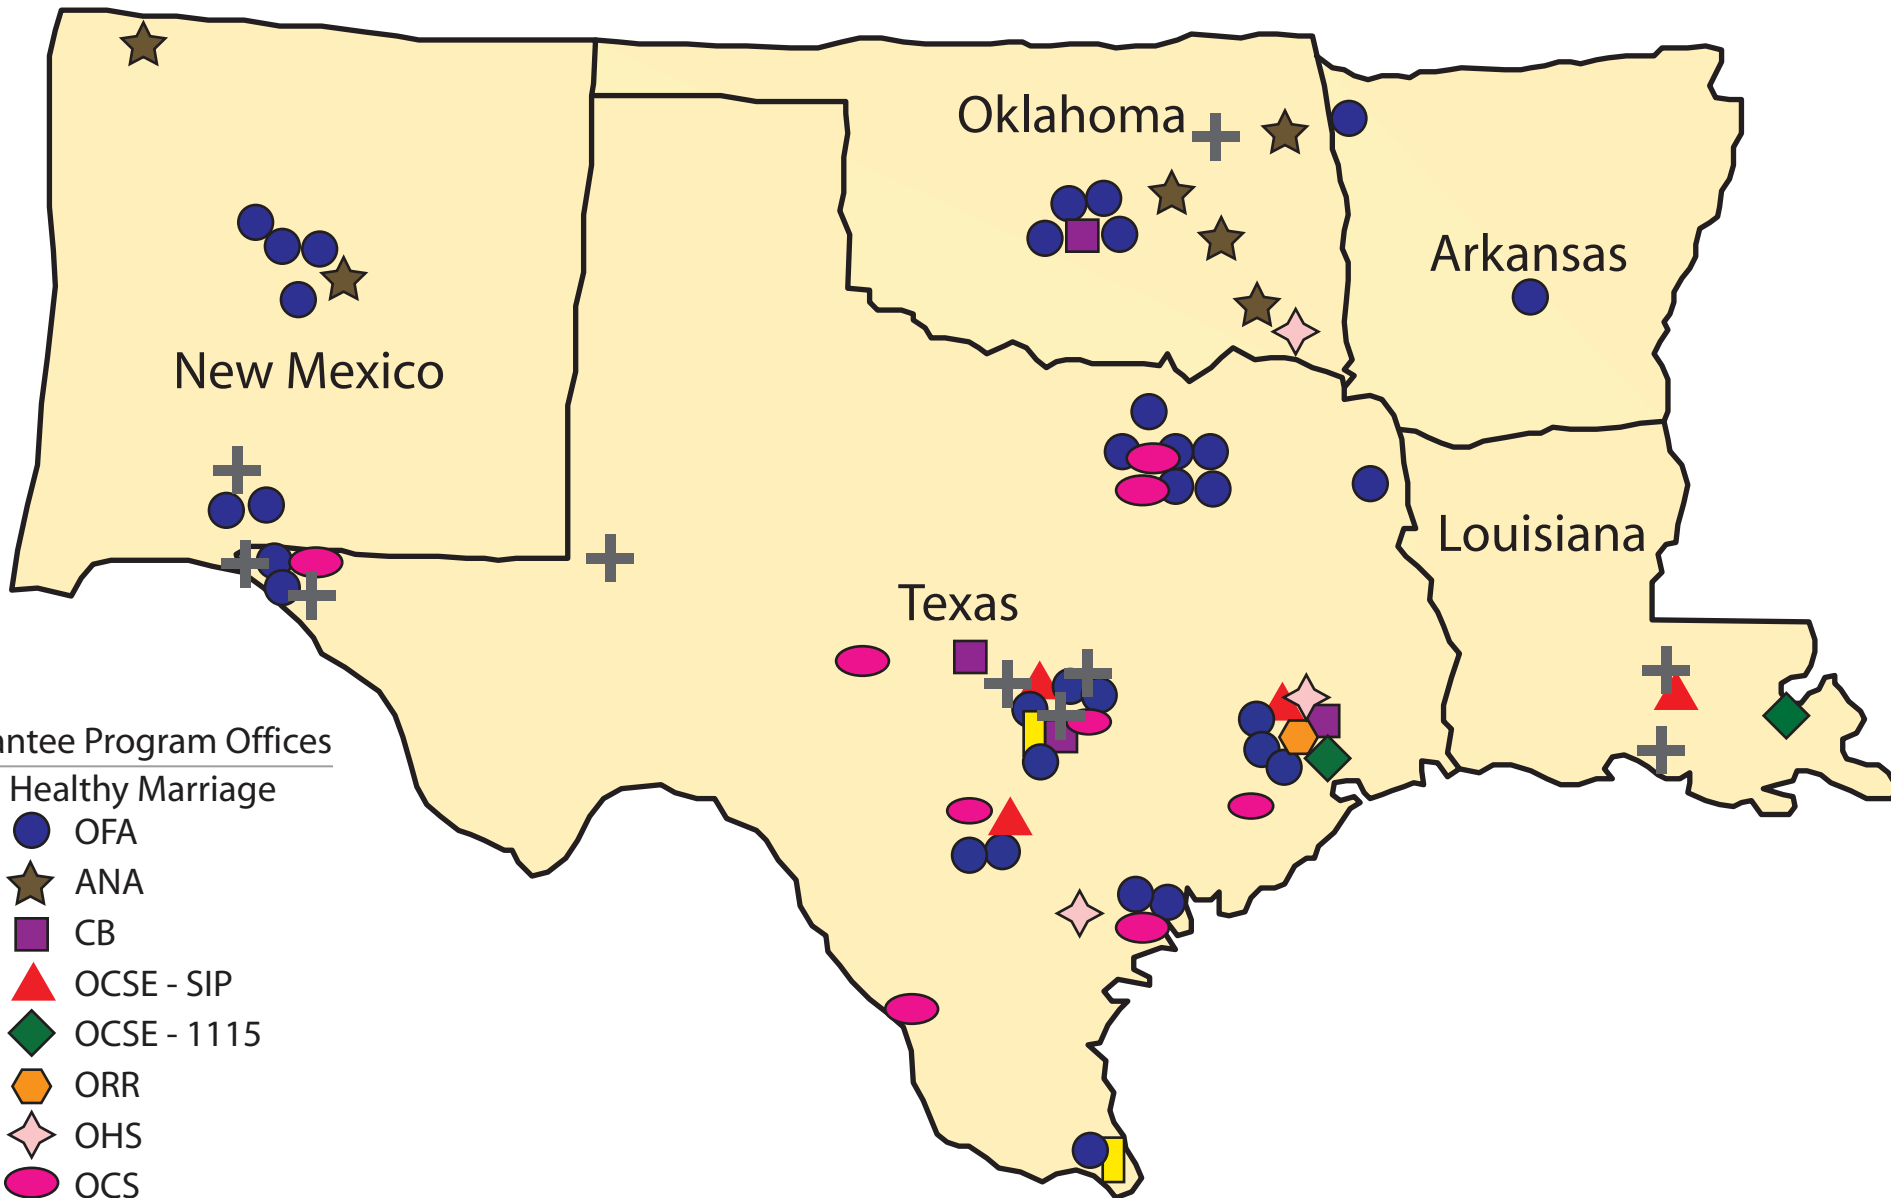 Oklahoma
Arkansas
New Mexico
Louisiana
Texas
antee Program Offices
Healthy Marriage
OFA
ANA
CB
OCSE - SIP
OCSE - 1115
ORR
OHS
OCS